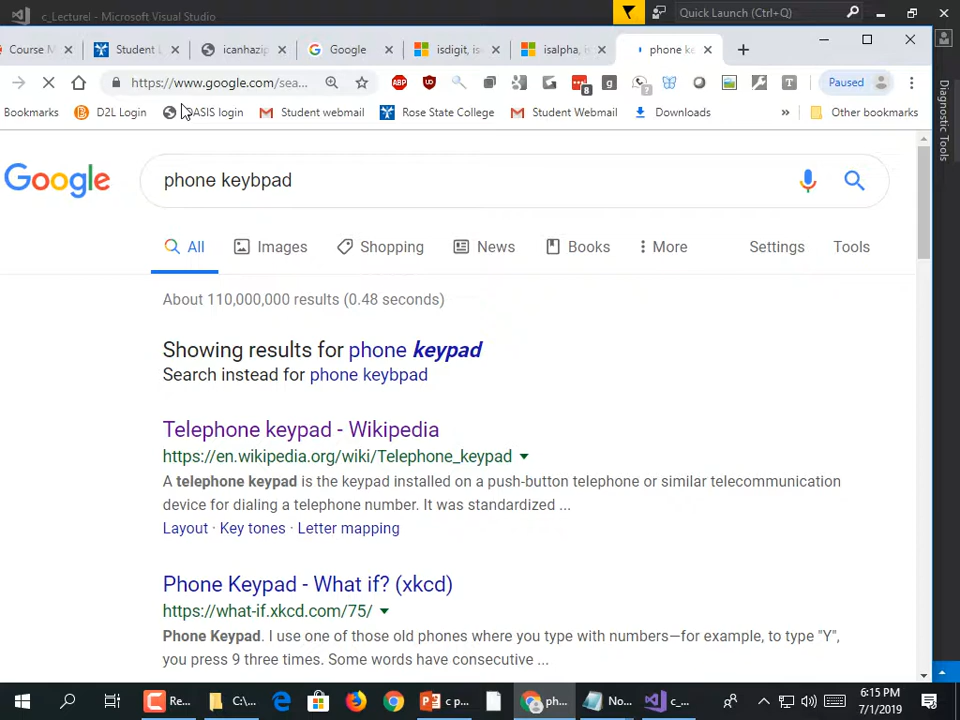 c_Lecturel - Microsoft Visual Studio
Quick Launch (Ctrl+Q)
Course M
Student L
icanhazip
Google
isdigit, is
isalpha, is
phone ke
https://www.google.com/sea...
8
Paused
Bookmarks
D2L Login
OASIS login
Student webmail
Rose State College
Student Webmail
Downloads
Other bookmarks
Diagnostic Tools
Google
phone keybpad
All
Images
Shopping
News
Books
More
Settings
Tools
About 110,000,000 results (0.48 seconds)
Showing results for phone keypad
Search instead for phone keybpad
Telephone keypad - Wikipedia
https://en.wikipedia.org/wiki/Telephone_keypad
A telephone keypad is the keypad installed on a push-button telephone or similar telecommunication
device for dialing a telephone number. It was standardized ...
Layout · Key tones · Letter mapping
Phone Keypad - What if? (xkcd)
https://what-if.xkcd.com/75/
Phone Keypad. I use one of those old phones where you type with numbers—for example, to type "Y",
you press 9 three times. Some words have consecutive ...
Re...
C:\...
c p...
ph...
No...
c_...
6:15 PM
7/1/2019